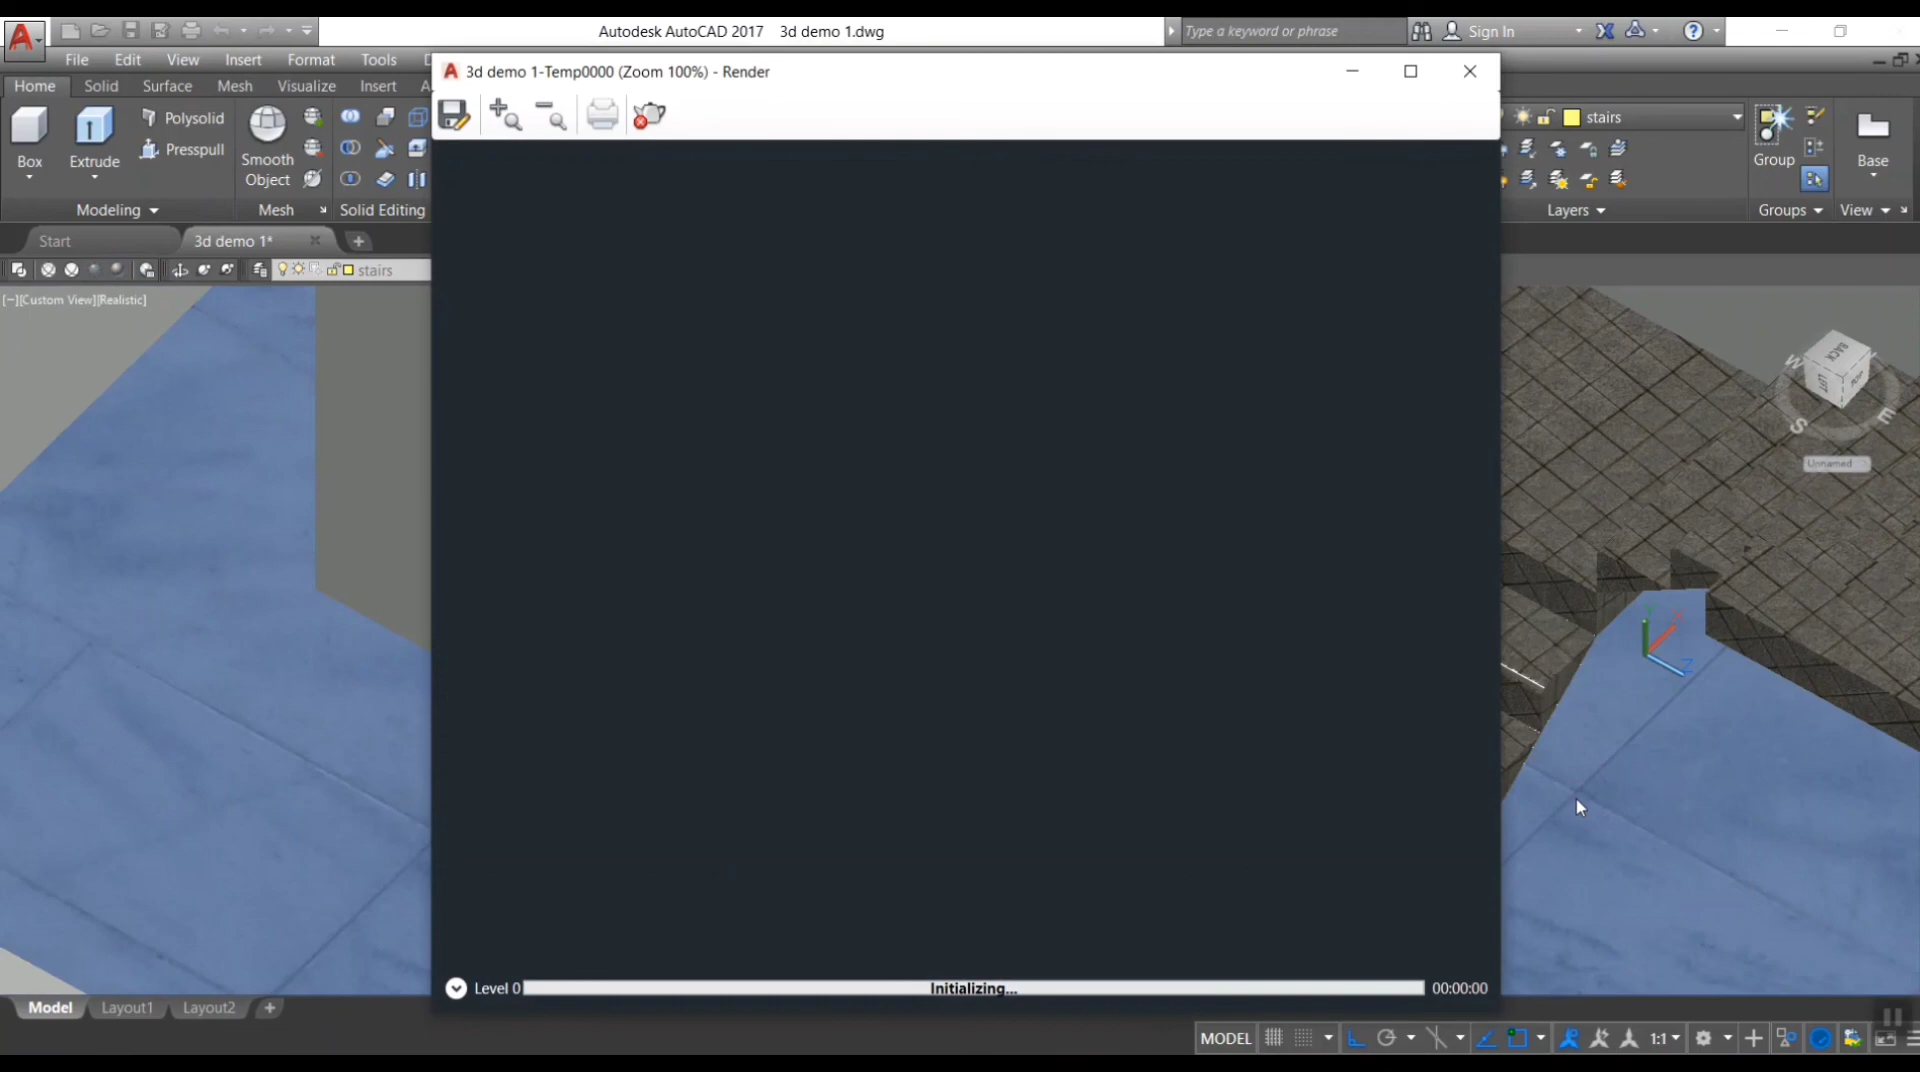 Autodesk AutoCAD 2017 3d demo 1.dwg
Type a keyword or phrase
Sign In
File Edit View Insert Format Tools
3d demo 1-Temp0000 (Zoom 100%) - Render
Home Solid Surface Mesh Visualize Insert A
Polysolid
Presspull
Box
Extrude
Smooth
Object
Modeling
Mesh
Solid Editing
stairs
Group
Base
Layers
Groups
View
Start
3d demo 1*
stairs
[−][Custom View][Realistic]
BACK
LEFT
W
S
E
Unnamed
Y
X
Z
Level 0
Initializing...
00:00:00
Model Layout1 Layout2
MODEL
1:1